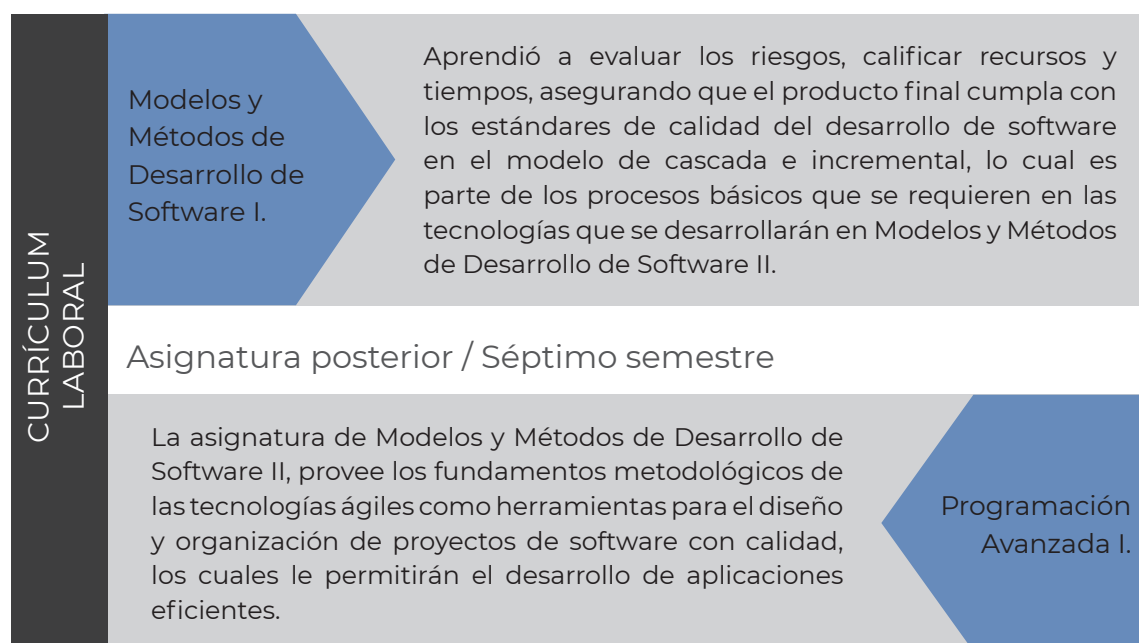 CURRÍCULUM
LABORAL
Modelos y
Métodos de
Desarrollo de
Software I.
Aprendió a evaluar los riesgos, calificar recursos y
tiempos, asegurando que el producto final cumpla con
los estándares de calidad del desarrollo de software
en el modelo de cascada e incremental, lo cual es
parte de los procesos básicos que se requieren en las
tecnologías que se desarrollarán en Modelos y Métodos
de Desarrollo de Software II.
Asignatura posterior / Séptimo semestre
La asignatura de Modelos y Métodos de Desarrollo de
Software II, provee los fundamentos metodológicos de
las tecnologías ágiles como herramientas para el diseño
y organización de proyectos de software con calidad,
los cuales le permitirán el desarrollo de aplicaciones
eficientes.
Programación
Avanzada I.